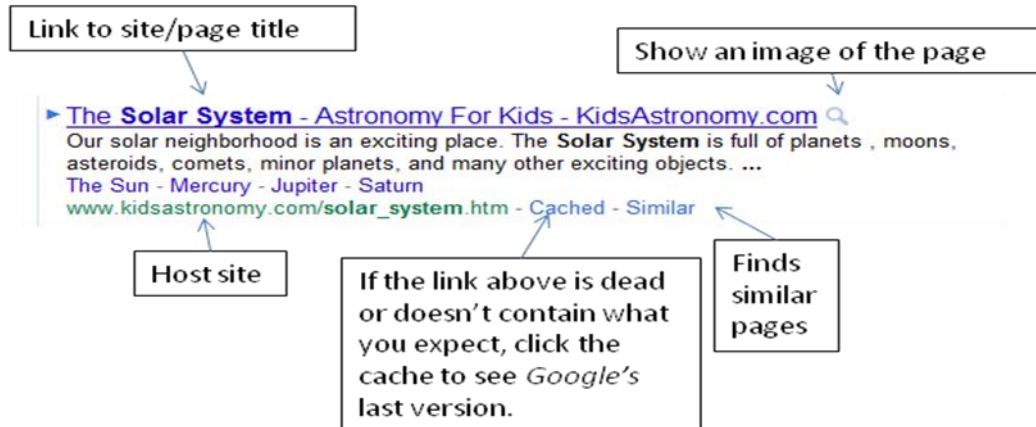 Link to site/page title
Show an image of the page
The Solar System - Astronomy For Kids - KidsAstronomy.com
Our solar neighborhood is an exciting place. The Solar System is full of planets , moons,
asteroids, comets, minor planets, and many other exciting objects. ...
The Sun - Mercury - Jupiter - Saturn
www.kidsastronomy.com/solar_system.htm - Cached - Similar
Host site
If the link above is dead
or doesn't contain what
you expect, click the
cache to see Google's
last version.
Finds
similar
pages